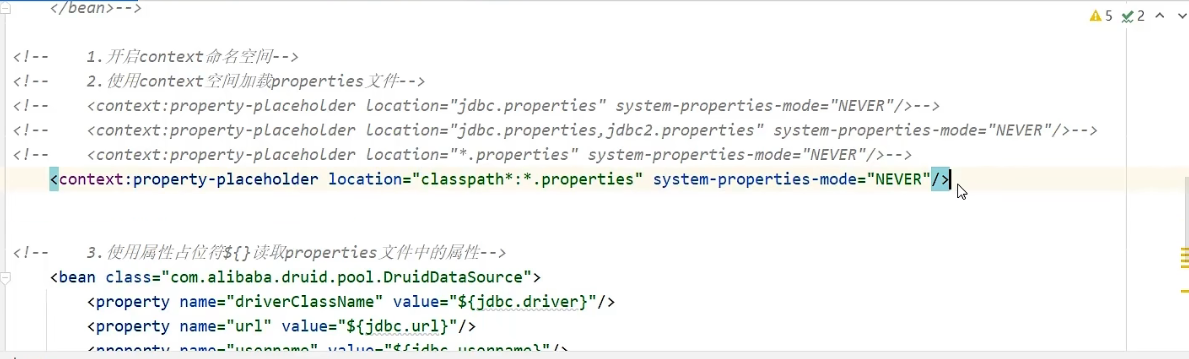 </bean>-->
5 2
<!-- 1.开启context命名空间-->
<!-- 2.使用context空间加载properties文件-->
<!-- <context:property-placeholder location="jdbc.properties" system-properties-mode="NEVER"/>-->
<!-- <context:property-placeholder location="jdbc.properties,jdbc2.properties" system-properties-mode="NEVER"/>-->
<!-- <context:property-placeholder location="*.properties" system-properties-mode="NEVER"/>-->
<context:property-placeholder location="classpath*:*.properties" system-properties-mode="NEVER"/>
<!-- 3.使用属性占位符${}读取properties文件中的属性-->
<bean class="com.alibaba.druid.pool.DruidDataSource">
<property name="driverClassName" value="${jdbc.driver}"/>
<property name="url" value="${jdbc.url}"/>
<property name="username" value="${jdbc.username}"/>